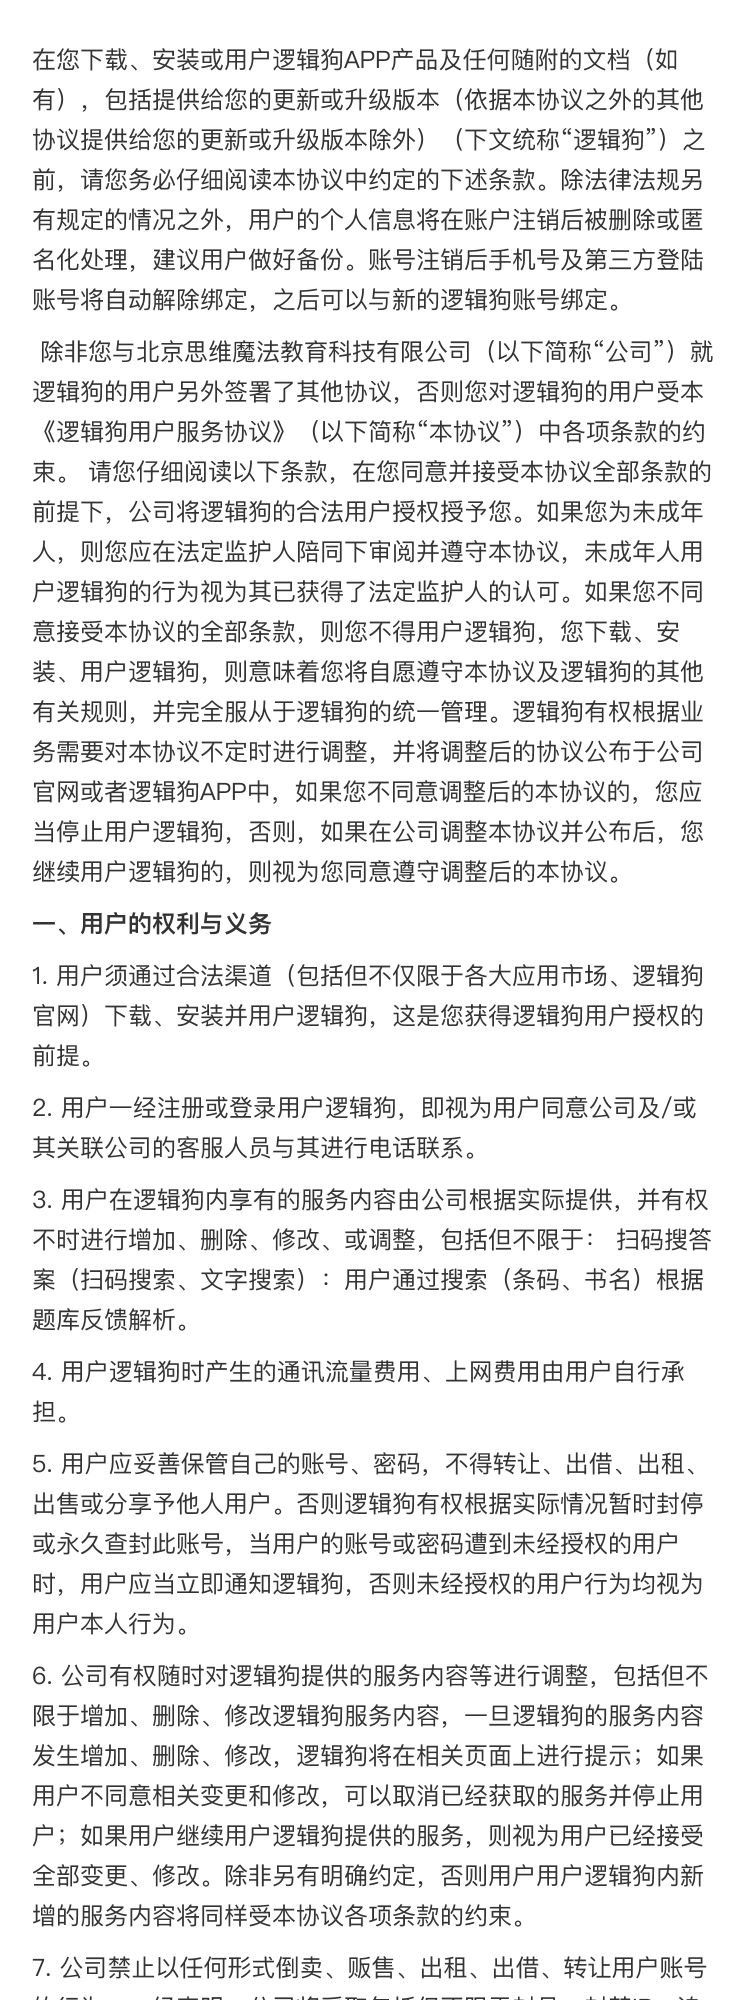 在您下载、安装或用户逻辑狗APP产品及任何随附的文档（如
有），包括提供给您的更新或升级版本（依据本协议之外的其他
协议提供给您的更新或升级版本除外）（下文统称“逻辑狗”）之
前，请您务必仔细阅读本协议中约定的下述条款。除法律法规另
有规定的情况之外，用户的个人信息将在账户注销后被删除或匿
名化处理，建议用户做好备份。账号注销后手机号及第三方登陆
账号将自动解除绑定，之后可以与新的逻辑狗账号绑定。
除非您与北京思维魔法教育科技有限公司（以下简称“公司”）就
逻辑狗的用户另外签署了其他协议，否则您对逻辑狗的用户受本
《逻辑狗用户服务协议》（以下简称“本协议”）中各项条款的约
束。 请您仔细阅读以下条款，在您同意并接受本协议全部条款的
前提下，公司将逻辑狗的合法用户授权授予您。如果您为未成年
人，则您应在法定监护人陪同下审阅并遵守本协议，未成年人用
户逻辑狗的行为视为其已获得了法定监护人的认可。如果您不同
意接受本协议的全部条款，则您不得用户逻辑狗，您下载、安
装、用户逻辑狗，则意味着您将自愿遵守本协议及逻辑狗的其他
有关规则，并完全服从于逻辑狗的统一管理。逻辑狗有权根据业
务需要对本协议不定时进行调整，并将调整后的协议公布于公司
官网或者逻辑狗APP中，如果您不同意调整后的本协议的，您应
当停止用户逻辑狗，否则，如果在公司调整本协议并公布后，您
继续用户逻辑狗的，则视为您同意遵守调整后的本协议。
一、用户的权利与义务
1. 用户须通过合法渠道（包括但不仅限于各大应用市场、逻辑狗
官网）下载、安装并用户逻辑狗，这是您获得逻辑狗用户授权的
前提。
2. 用户一经注册或登录用户逻辑狗，即视为用户同意公司及/或
其关联公司的客服人员与其进行电话联系。
3. 用户在逻辑狗内享有的服务内容由公司根据实际提供，并有权
不时进行增加、删除、修改、或调整，包括但不限于： 扫码搜答
案（扫码搜索、文字搜索）：用户通过搜索（条码、书名）根据
题库反馈解析。
4. 用户逻辑狗时产生的通讯流量费用、上网费用由用户自行承
担。
5. 用户应妥善保管自己的账号、密码，不得转让、出借、出租、
出售或分享予他人用户。否则逻辑狗有权根据实际情况暂时封停
或永久查封此账号，当用户的账号或密码遭到未经授权的用户
时，用户应当立即通知逻辑狗，否则未经授权的用户行为均视为
用户本人行为。
6. 公司有权随时对逻辑狗提供的服务内容等进行调整，包括但不
限于增加、删除、修改逻辑狗服务内容，一旦逻辑狗的服务内容
发生增加、删除、修改，逻辑狗将在相关页面上进行提示；如果
用户不同意相关变更和修改，可以取消已经获取的服务并停止用
户；如果用户继续用户逻辑狗提供的服务，则视为用户已经接受
全部变更、修改。除非另有明确约定，否则用户用户逻辑狗内新
增的服务内容将同样受本协议各项条款的约束。
7. 公司禁止以任何形式倒卖、贩售、出租、出借、转让用户账号